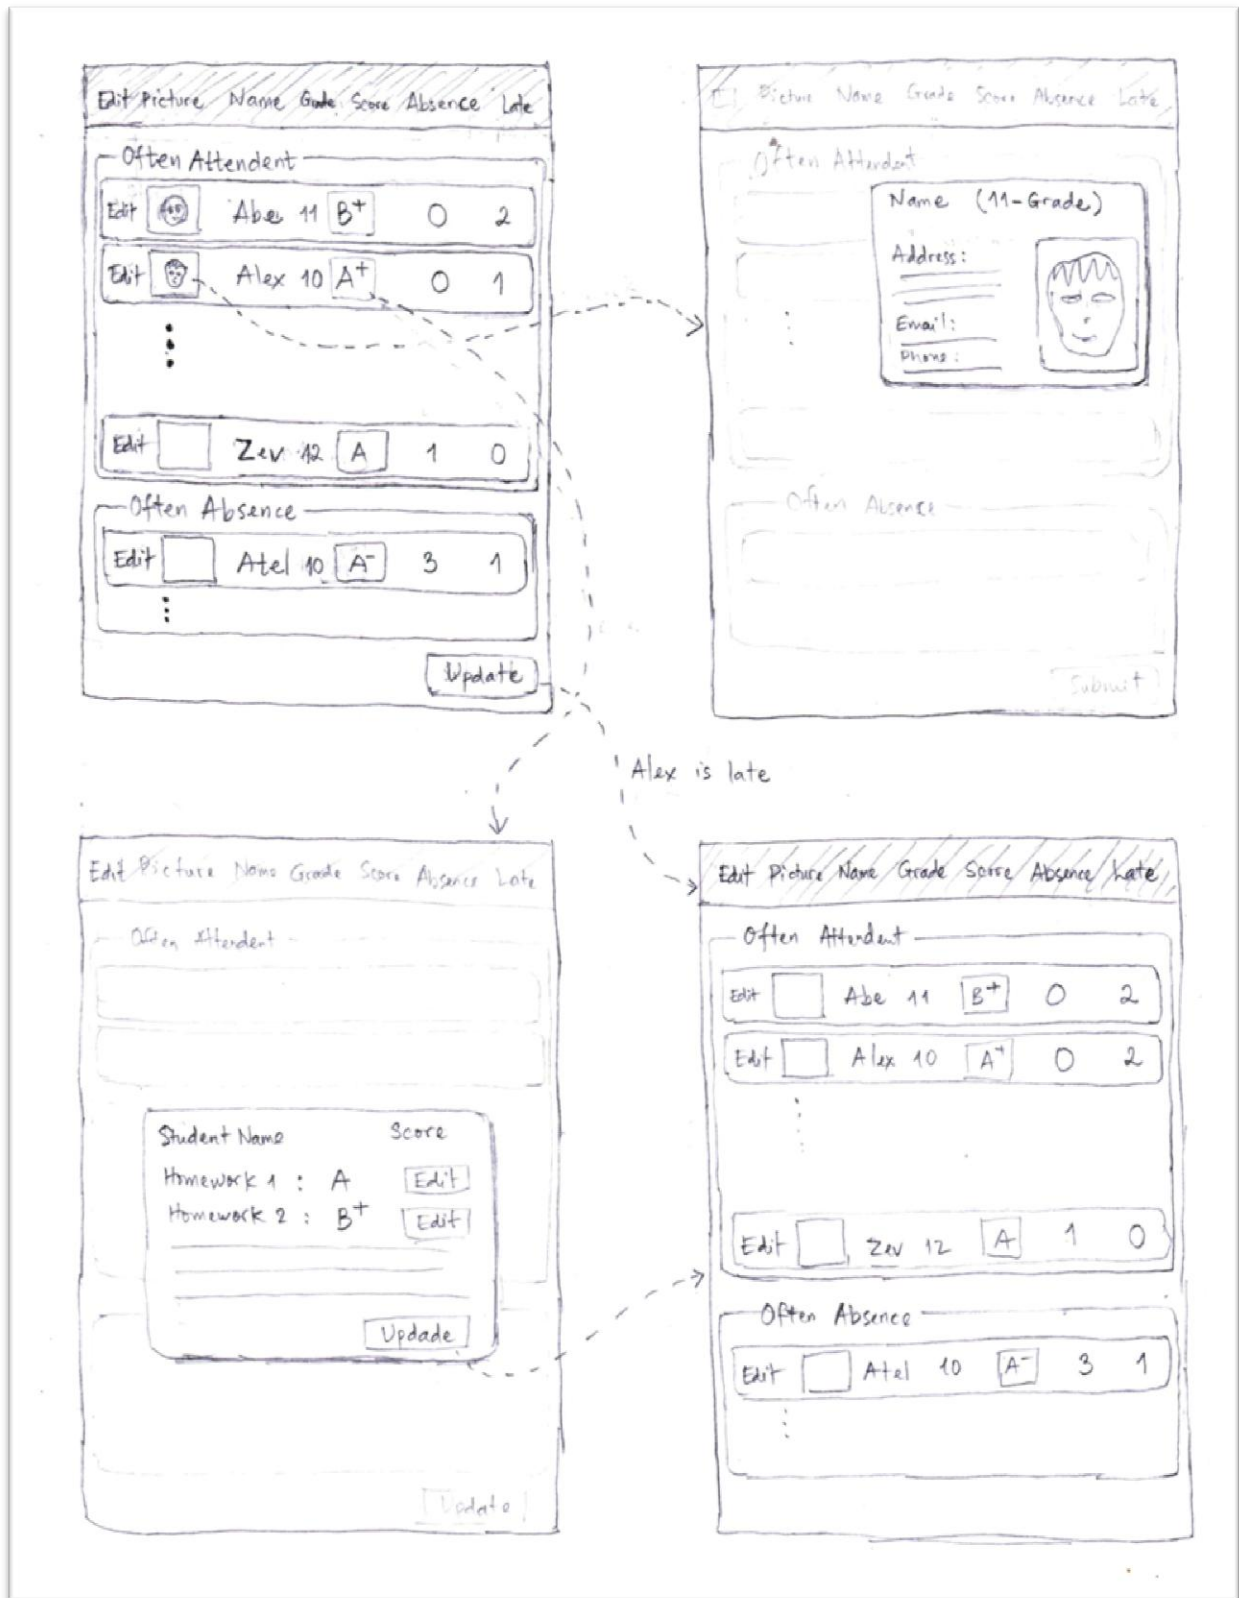 Edit Picture Name Grade Score Absence Late
Often Attendent
Edit Abe 11 B+ 0 2
Edit Alex 10 A+ 0 1
Edit Zev 12 A 1 0
Often Absence
Edit Atel 10 A- 3 1
Update
Picture Name Grade Score Absence Late
Often Attendent
Name (11-Grade)
Address:
Email:
Phone:
Often Absence
Submit
Alex is late
Edit Picture Name Grade Score Absence Late
Often Attendent
Student Name Score
Homework 1 : A Edit
Homework 2 : B+ Edit
Updade
Update
Edit Picture Name Grade Score Absence Late
Often Attendent
Edit Abe 11 B+ 0 2
Edit Alex 10 A+ 0 2
Edit Zev 12 A 1 0
Often Absence
Edit Atel 10 A- 3 1